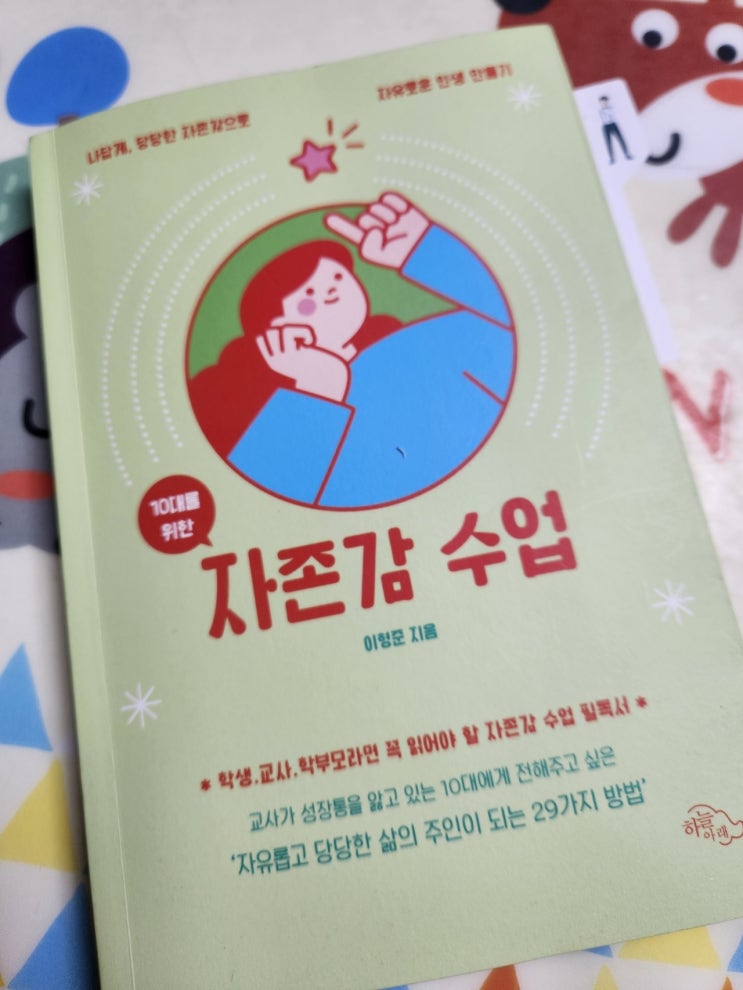 나답게, 당당한 자존감으로
자유로운 인생 만들기
10대를
위한
자존감 수업
이형준 지음
* 학생.교사.학부모라면 꼭 읽어야 할 자존감 수업 필독서 *
교사가 성장통을 앓고 있는 10대에게 전해주고 싶은
'자유롭고 당당한 삶의 주인이 되는 29가지 방법'
하늘
아래
N